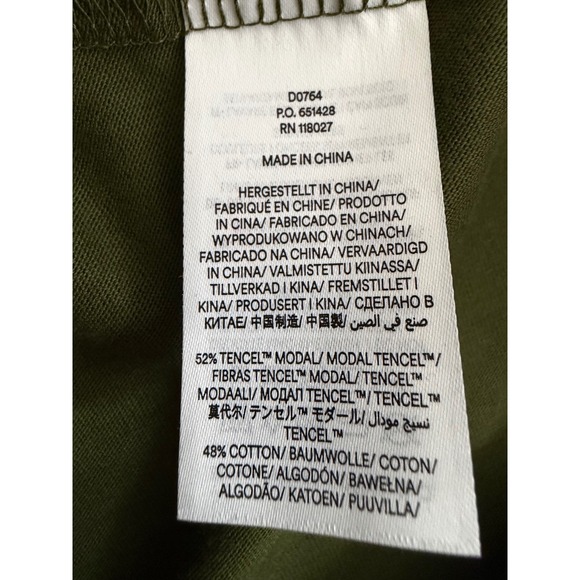 D0764
P.O. 651428
RN 118027
MADE IN CHINA
HERGESTELLT IN CHINA/
FABRIQUÉ EN CHINE/ PRODOTTO
IN CINA/ FABRICADO EN CHINA/
WYPRODUKOWANO W CHINACH/
FABRICADO NA CHINA/ VERVAARDIGD
IN CHINA/ VALMISTETTU KIINASSA/
TILLVERKAD I KINA/ FREMSTILLET I
KINA/ PRODUSERT I KINA/ СДЕЛАНО В
КИТАЕ/ 中国制造/ 中国製/ صنع في الصين/
52% TENCEL™ MODAL/ MODAL TENCEL™/
FIBRAS TENCEL™ MODAL/ TENCEL™
MODAALI/ МОДАЛ TENCEL™/ TENCEL™
莫代尔/ テンセル™ モダール/ نسيج مودال/
TENCEL™
48% COTTON/ BAUMWOLLE/ COTON/
COTONE/ ALGODÓN/ BAWEŁNA/
ALGODÃO/ KATOEN/ PUUVILLA/